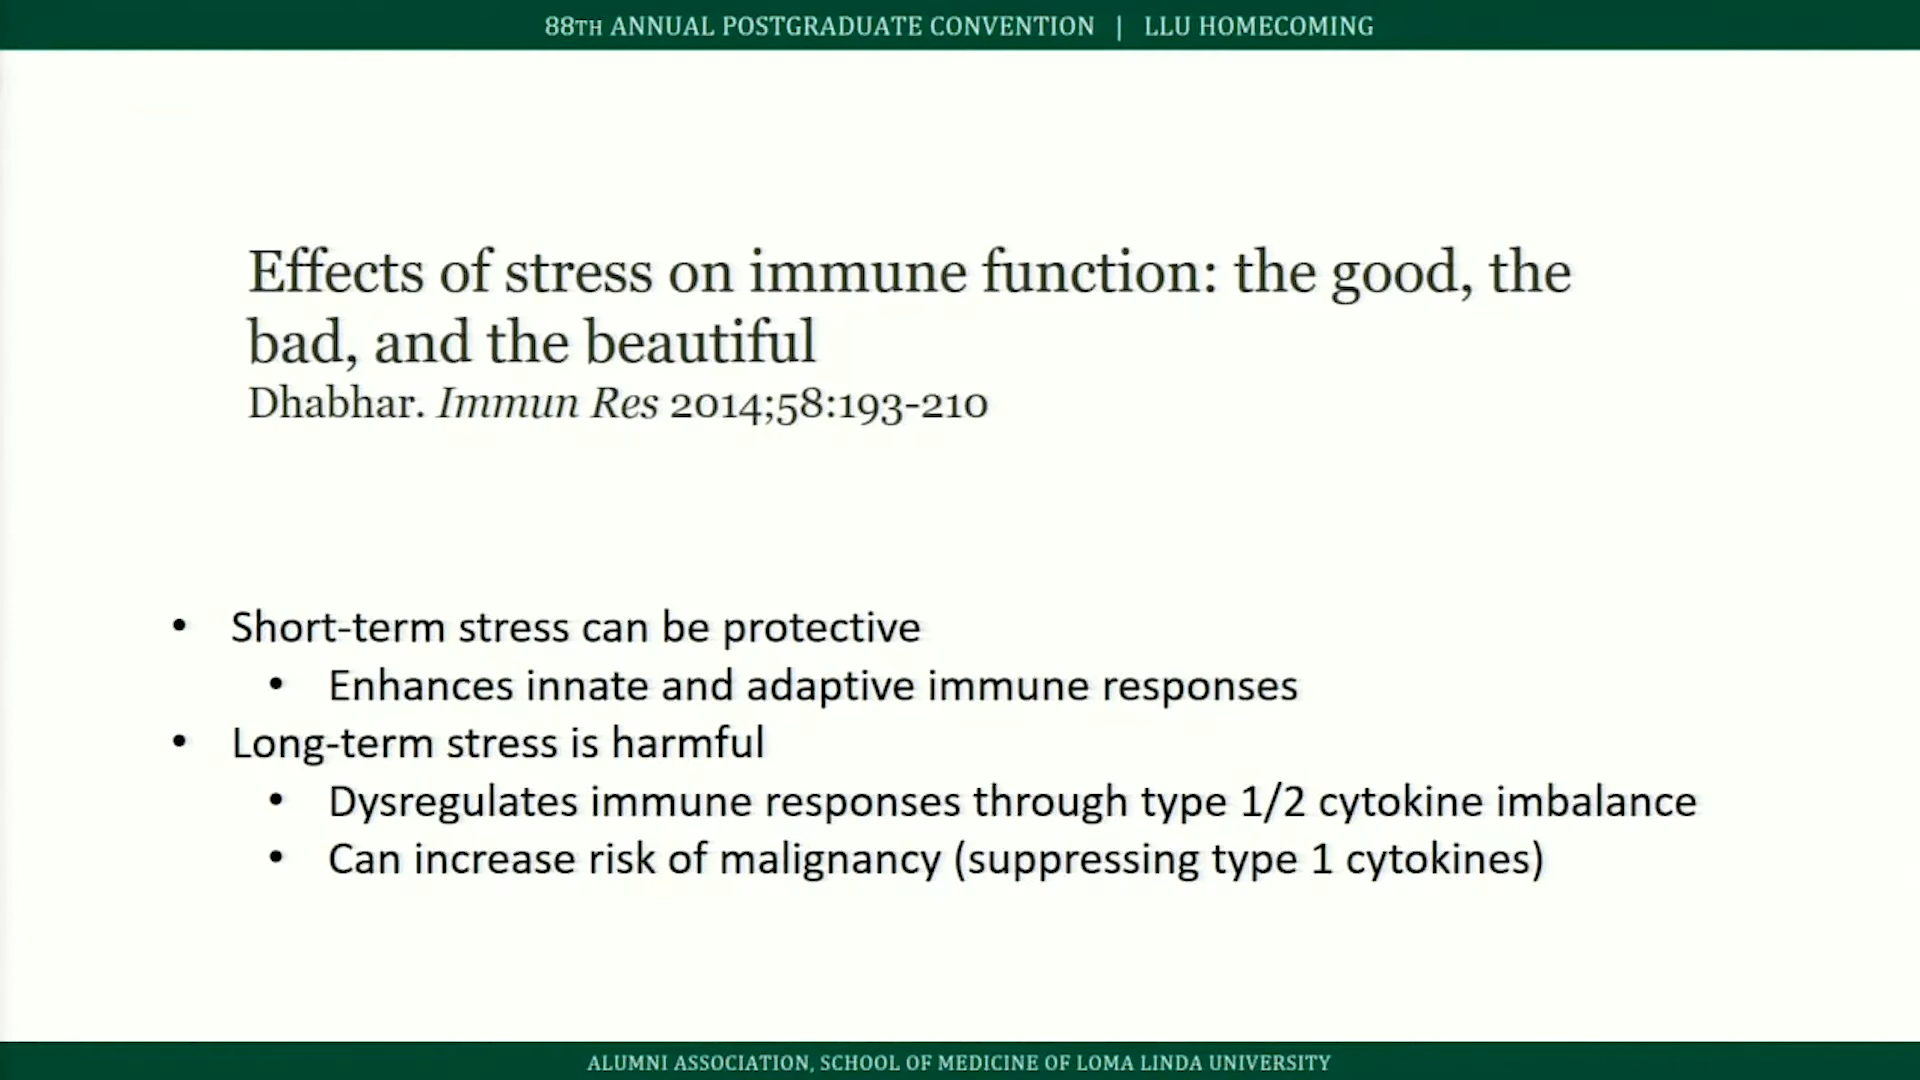 88TH ANNUAL POSTGRADUATE CONVENTION | LLU HOMECOMING
Effects of stress on immune function: the good, the
bad, and the beautiful
Dhabhar. Immun Res 2014;58:193-210
• Short-term stress can be protective
• Enhances innate and adaptive immune responses
• Long-term stress is harmful
• Dysregulates immune responses through type 1/2 cytokine imbalance
• Can increase risk of malignancy (suppressing type 1 cytokines)
ALUMNI ASSOCIATION, SCHOOL OF MEDICINE OF LOMA LINDA UNIVERSITY